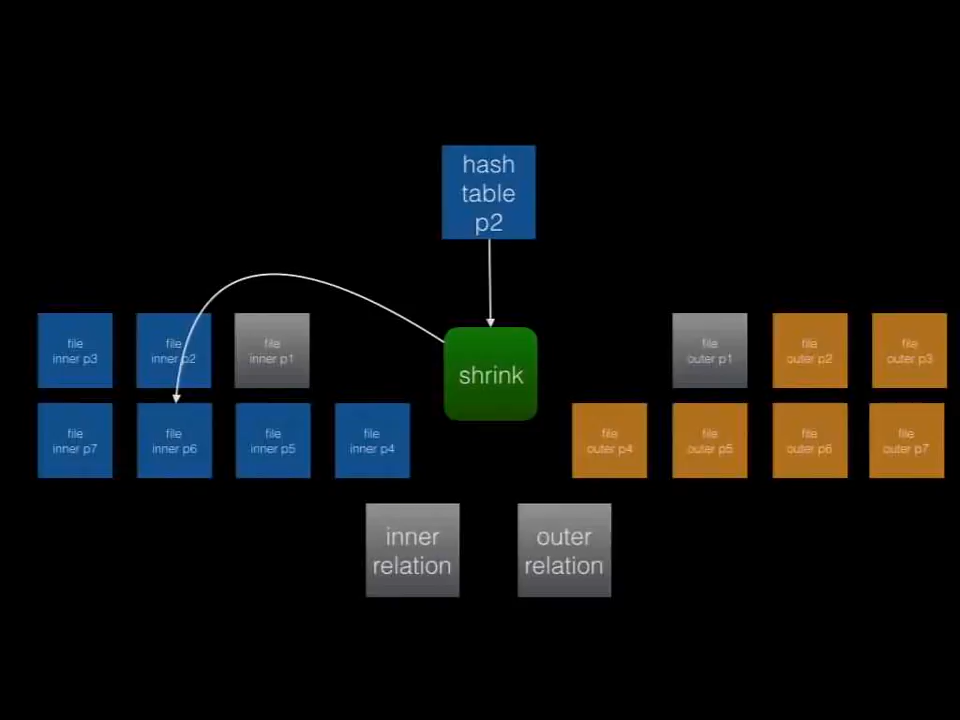 hash
table
p2
file
inner p3
file
inner p2
file
inner p1
shrink
file
outer p1
file
outer p2
file
outer p3
file
inner p7
file
inner p6
file
inner p5
file
inner p4
file
outer p4
file
outer p5
file
outer p6
file
outer p7
inner
relation
outer
relation